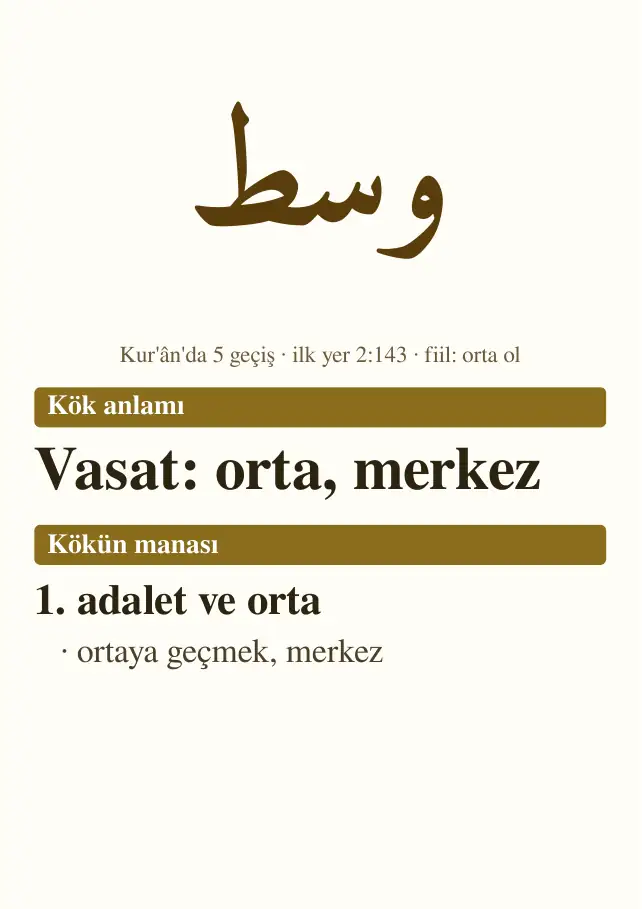 وسط
Kur'ân'da 5 geçiş · ilk yer 2:143 · fiil: orta ol
Kök anlamı
Vasat: orta, merkez
Kökün manası
1. adalet ve orta
· ortaya geçmek, merkez